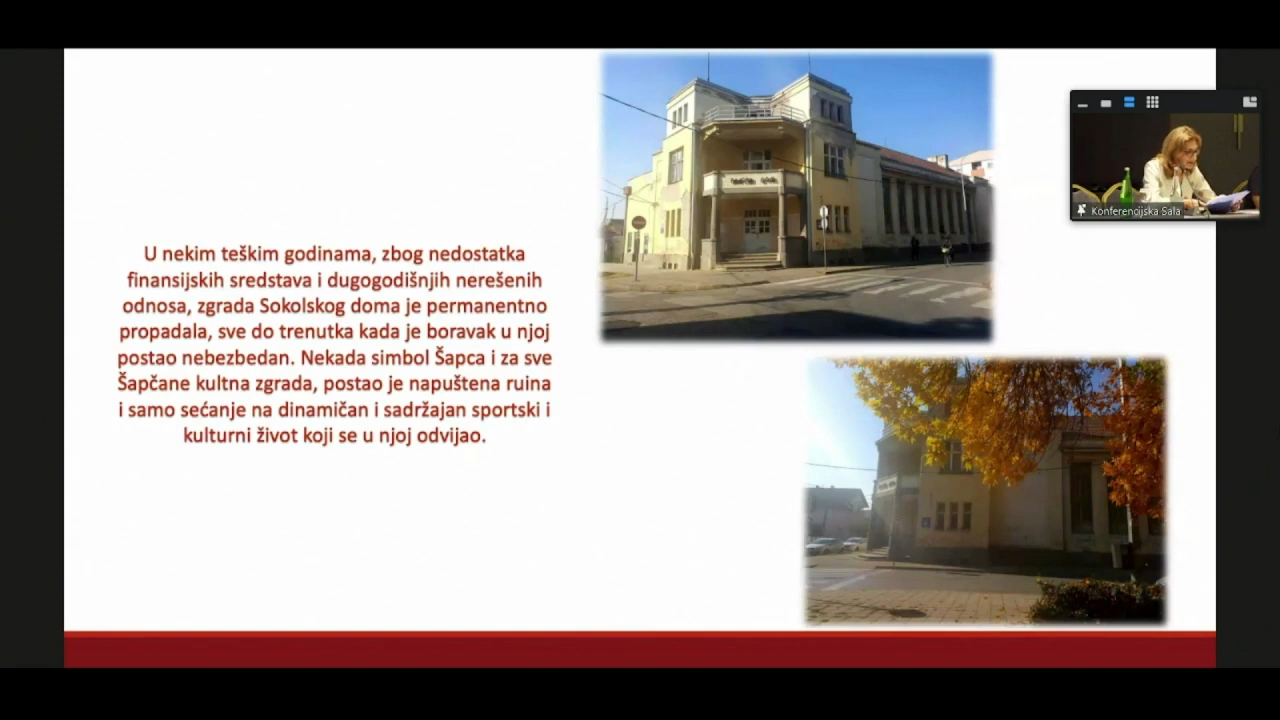 U nekim teškim godinama, zbog nedostatka
finansijskih sredstava i dugogodišnjih nerešenih
odnosa, zgrada Sokolskog doma je permanentno
propadala, sve do trenutka kada je boravak u njoj
postao nebezbedan. Nekada simbol Šapca i za sve
Šapčane kultna zgrada, postao je napuštena ruina
i samo sećanje na dinamičan i sadržajan sportski i
kulturni život koji se u njoj odvijao.
Konferencijska Sala